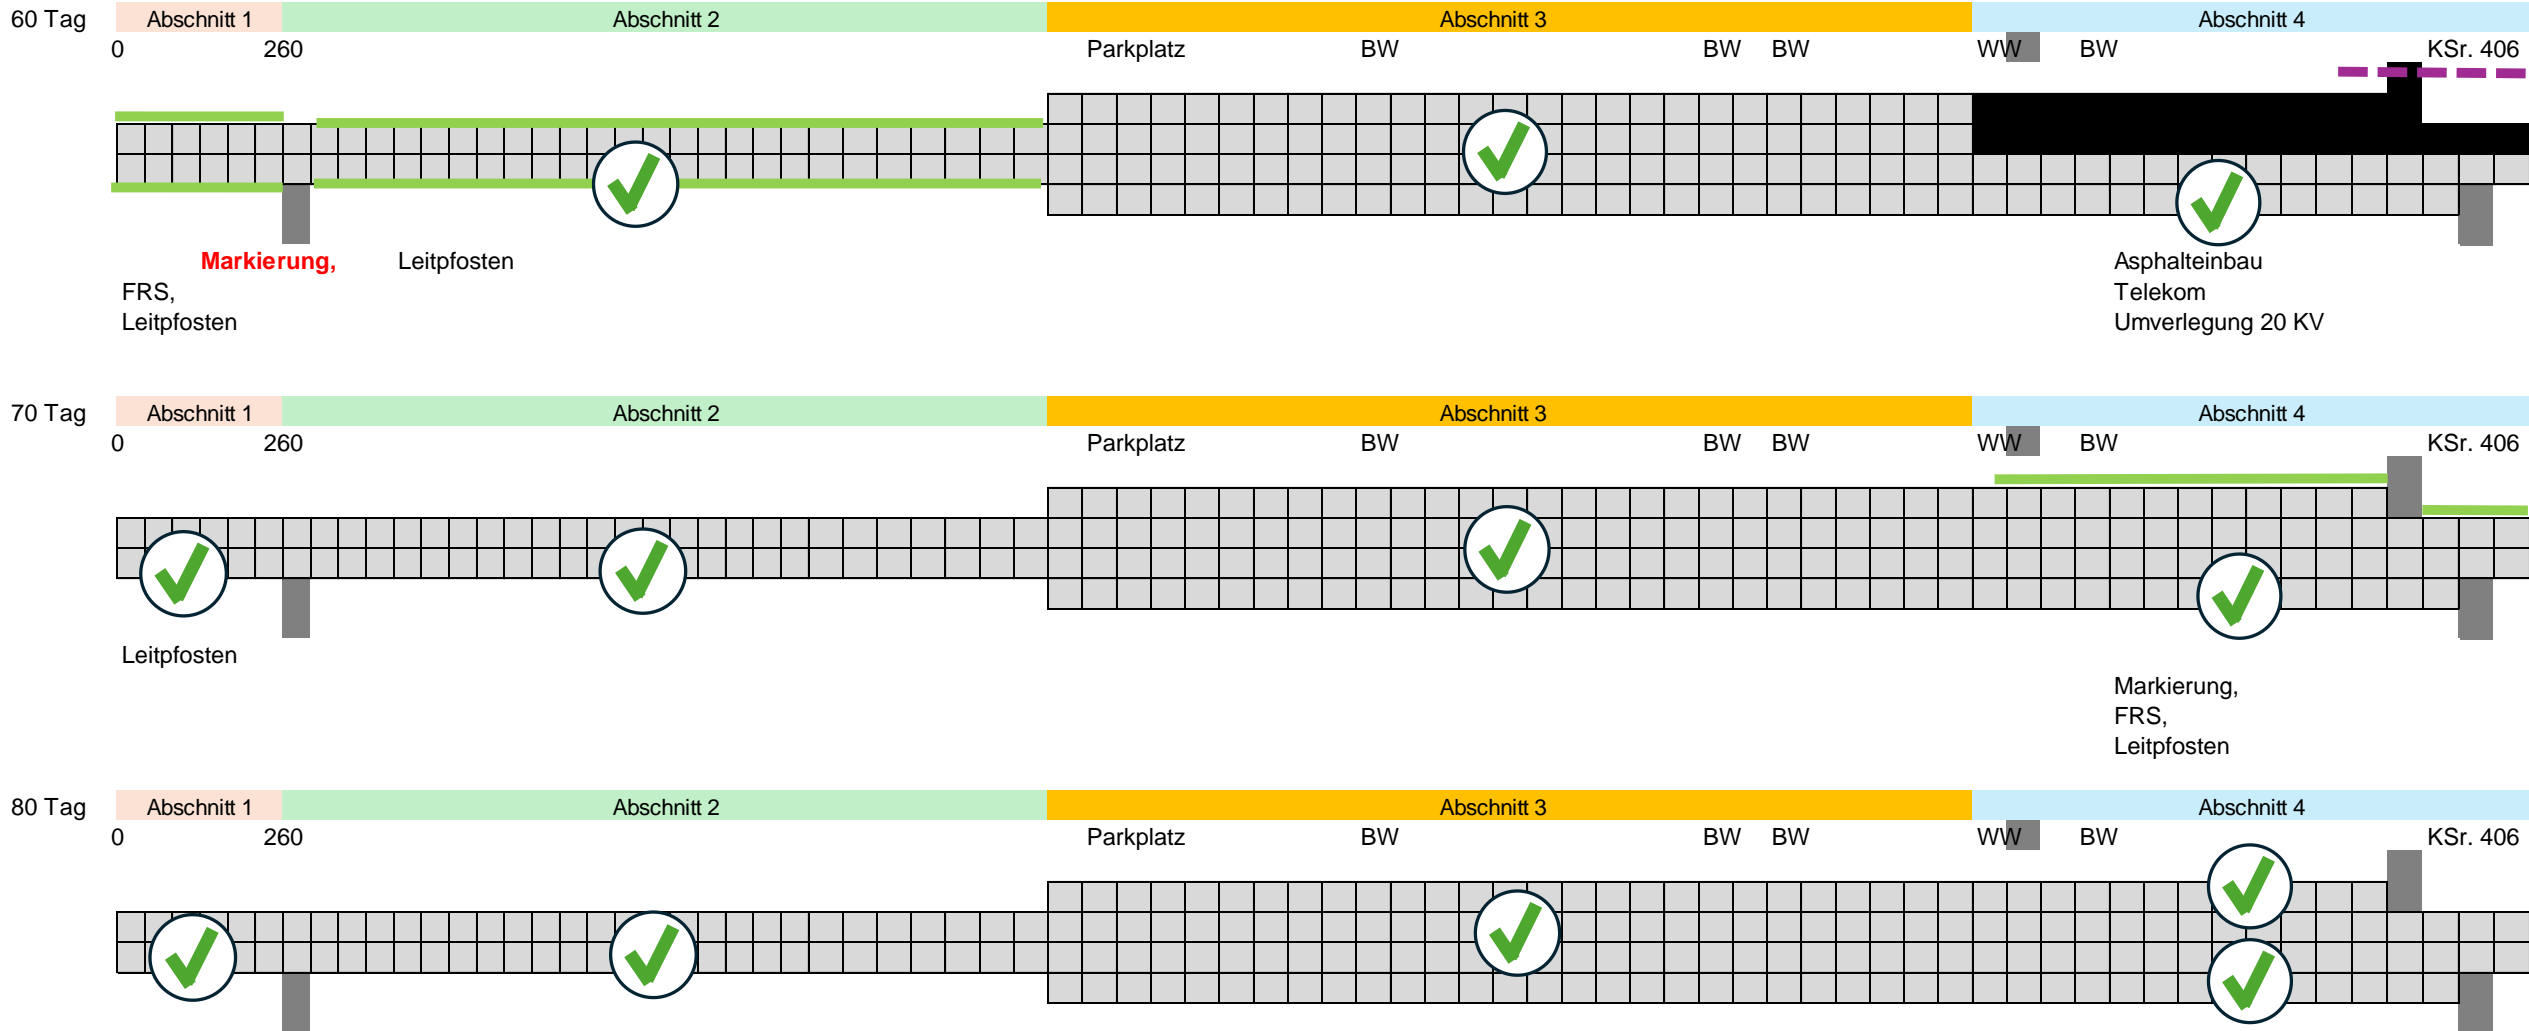 60 Tag Abschnitt 1 Abschnitt 2 Abschnitt 3 Abschnitt 4
0 260 Parkplatz BW BW BW WW BW KSr. 406
Markierung, Leitpfosten Asphalteinbau
FRS, Telekom
Leitpfosten Umverlegung 20 KV
70 Tag Abschnitt 1 Abschnitt 2 Abschnitt 3 Abschnitt 4
0 260 Parkplatz BW BW BW WW BW KSr. 406
Leitpfosten
Markierung,
FRS,
Leitpfosten
80 Tag Abschnitt 1 Abschnitt 2 Abschnitt 3 Abschnitt 4
0 260 Parkplatz BW BW BW WW BW KSr. 406